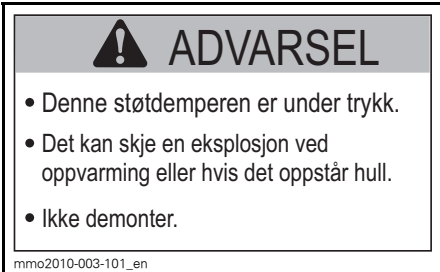 ADVARSEL
• Denne støtdemperen er under trykk.
• Det kan skje en eksplosjon ved
oppvarming eller hvis det oppstår hull.
• Ikke demonter.
mmo2010-003-101_en